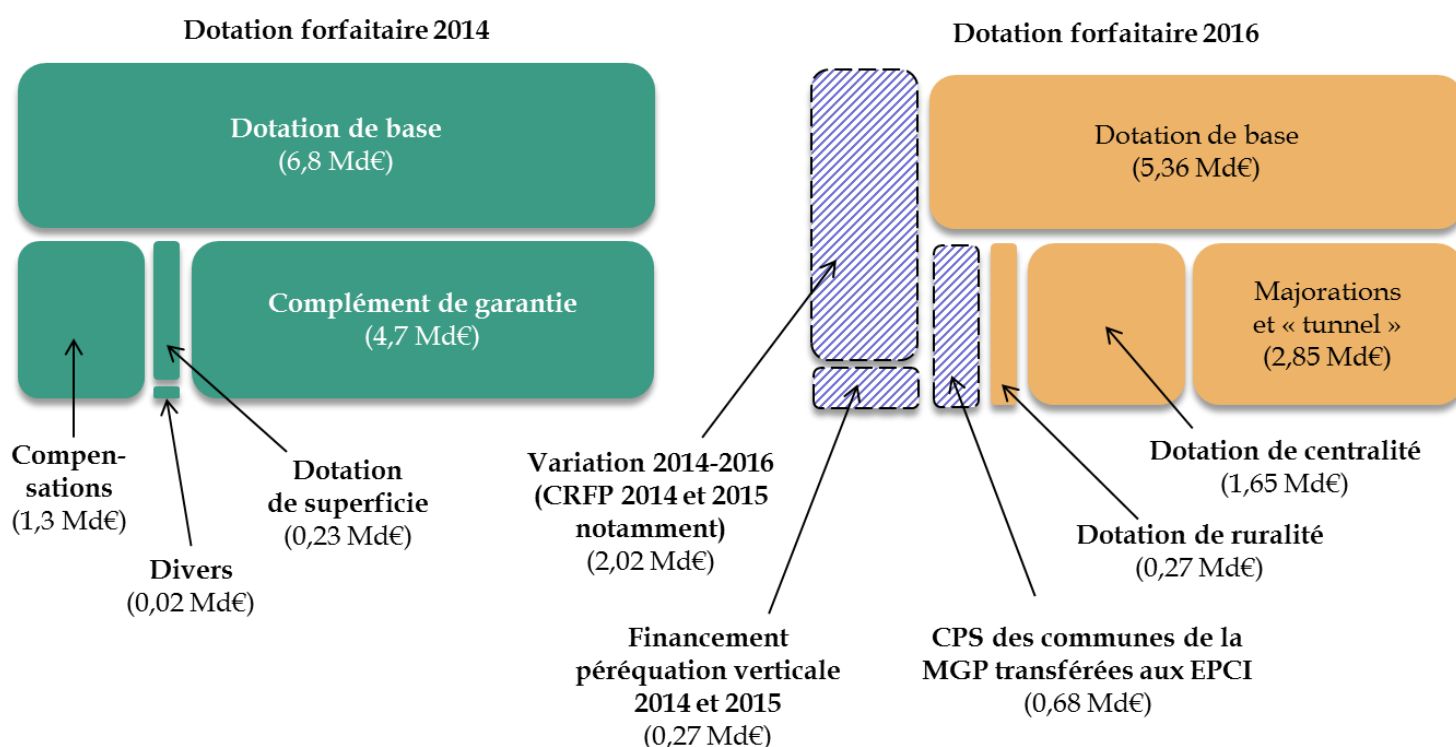 Dotation forfaitaire 2014
Dotation de base
(6,8 Md€)
Complément de garantie
(4,7 Md€)
Compen-
sations
(1,3 Md€)
Divers
(0,02 Md€)
Dotation
de superficie
(0,23 Md€)
Dotation forfaitaire 2016
Dotation de base
(5,36 Md€)
Majorations
et « tunnel »
(2,85 Md€)
Variation 2014-2016
(CRFP 2014 et 2015
notamment)
(2,02 Md€)
Financement
péréquation verticale
2014 et 2015
(0,27 Md€)
CPS des communes de la
MGP transférées aux EPCI
(0,68 Md€)
Dotation de ruralité
(0,27 Md€)
Dotation de centralité
(1,65 Md€)